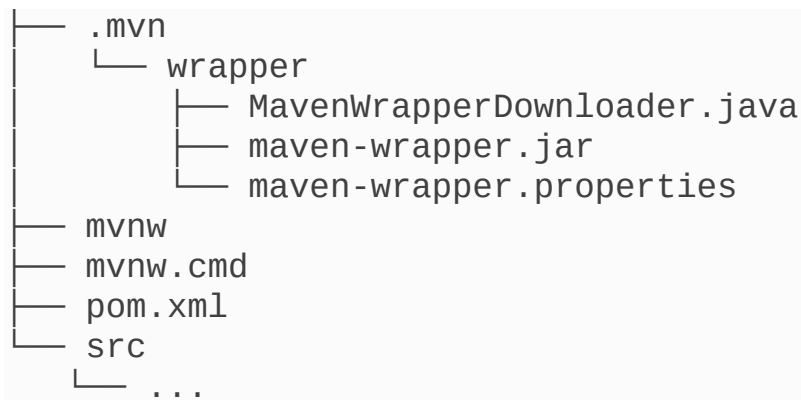 ├── .mvn
│   └── wrapper
│       ├── MavenWrapperDownloader.java
│       ├── maven-wrapper.jar
│       └── maven-wrapper.properties
├── mvnw
├── mvnw.cmd
├── pom.xml
└── src
    └── ...